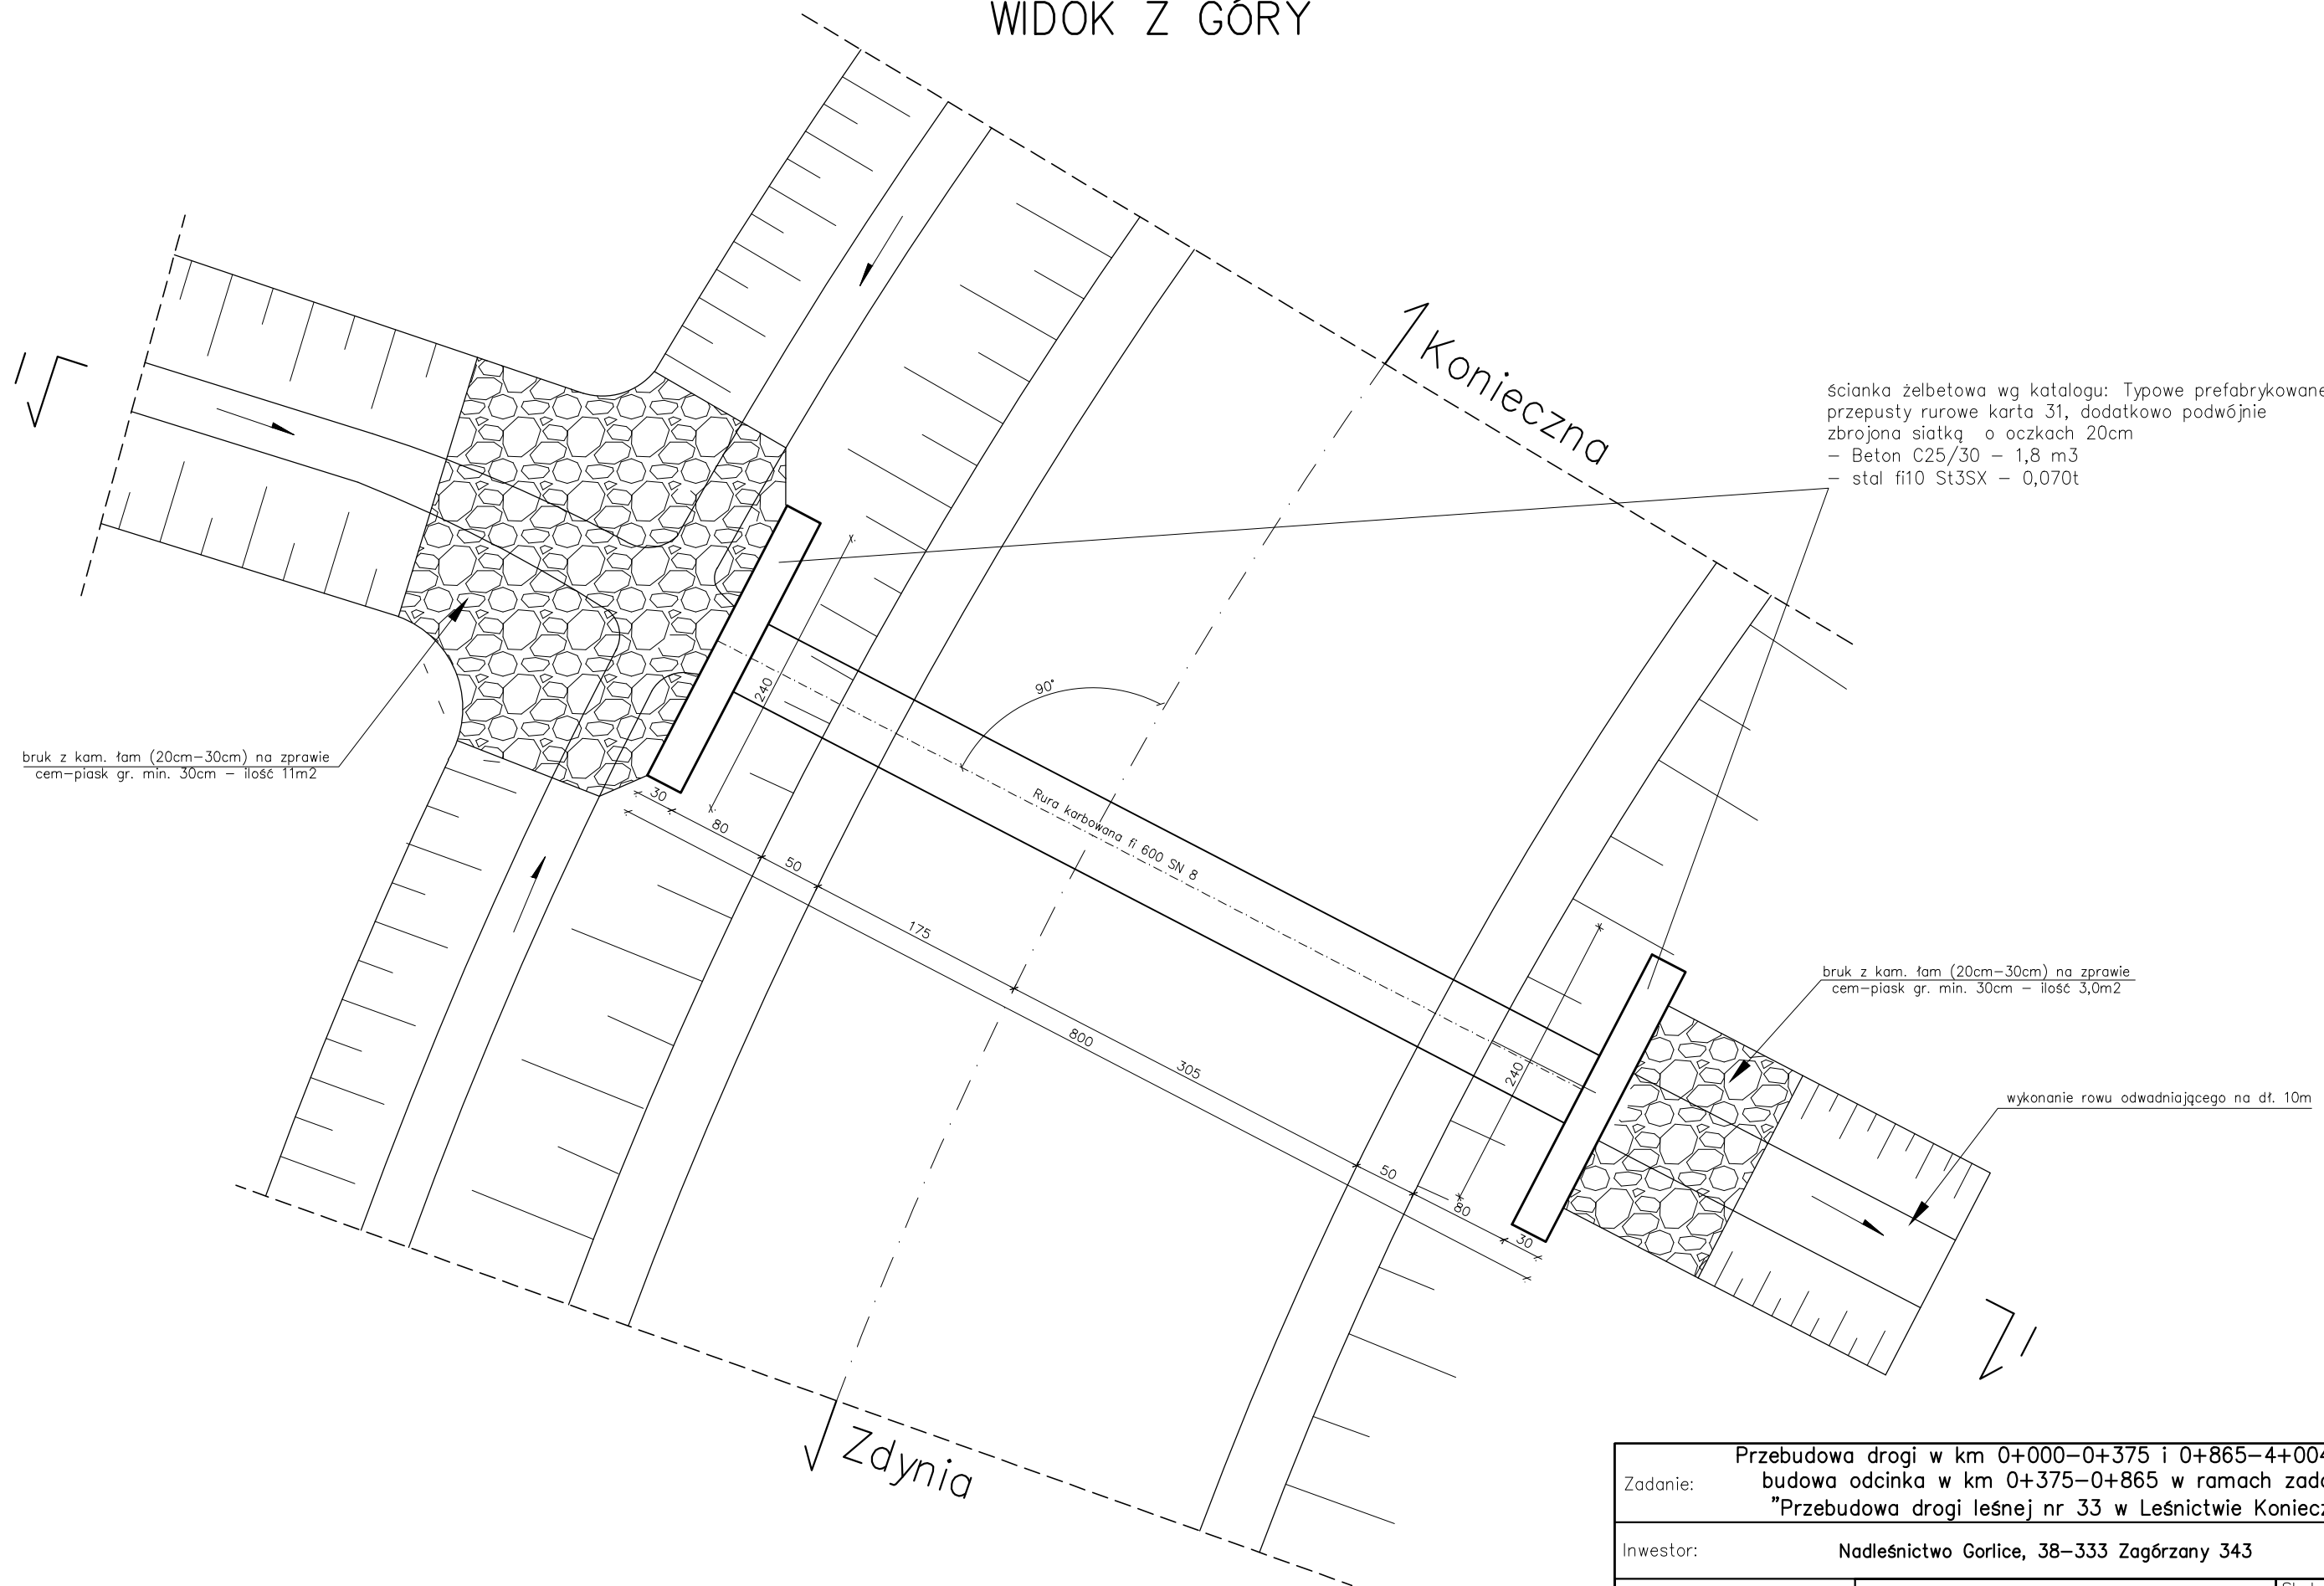 WIDOK Z GÓRY
Konieczna
ścianka żelbetowa wg katalogu: Typowe prefabrykowane
przepusty rurowe karta 31, dodatkowo podwójnie
zbrojona siatką o oczkach 20cm
- Beton C25/30 - 1,8 m3
- stal fi10 St3SX - 0,070t
I
240
90°
bruk z kam. łam (20cm-30cm) na zprawie
cem-piask gr. min. 30cm - ilość 11m2
Rura karbowana fi 600 SN 8
30
80
50
175
800
305
50
80
30
240
bruk z kam. łam (20cm-30cm) na zprawie
cem-piask gr. min. 30cm - ilość 3,0m2
wykonanie rowu odwadniającego na dł. 10m
I
Zdynia
Zadanie:
Przebudowa drogi w km 0+000-0+375 i 0+865-4+004
budowa odcinka w km 0+375-0+865 w ramach zada
"Przebudowa drogi leśnej nr 33 w Leśnictwie Koniecz
Inwestor:
Nadleśnictwo Gorlice, 38-333 Zagórzany 343